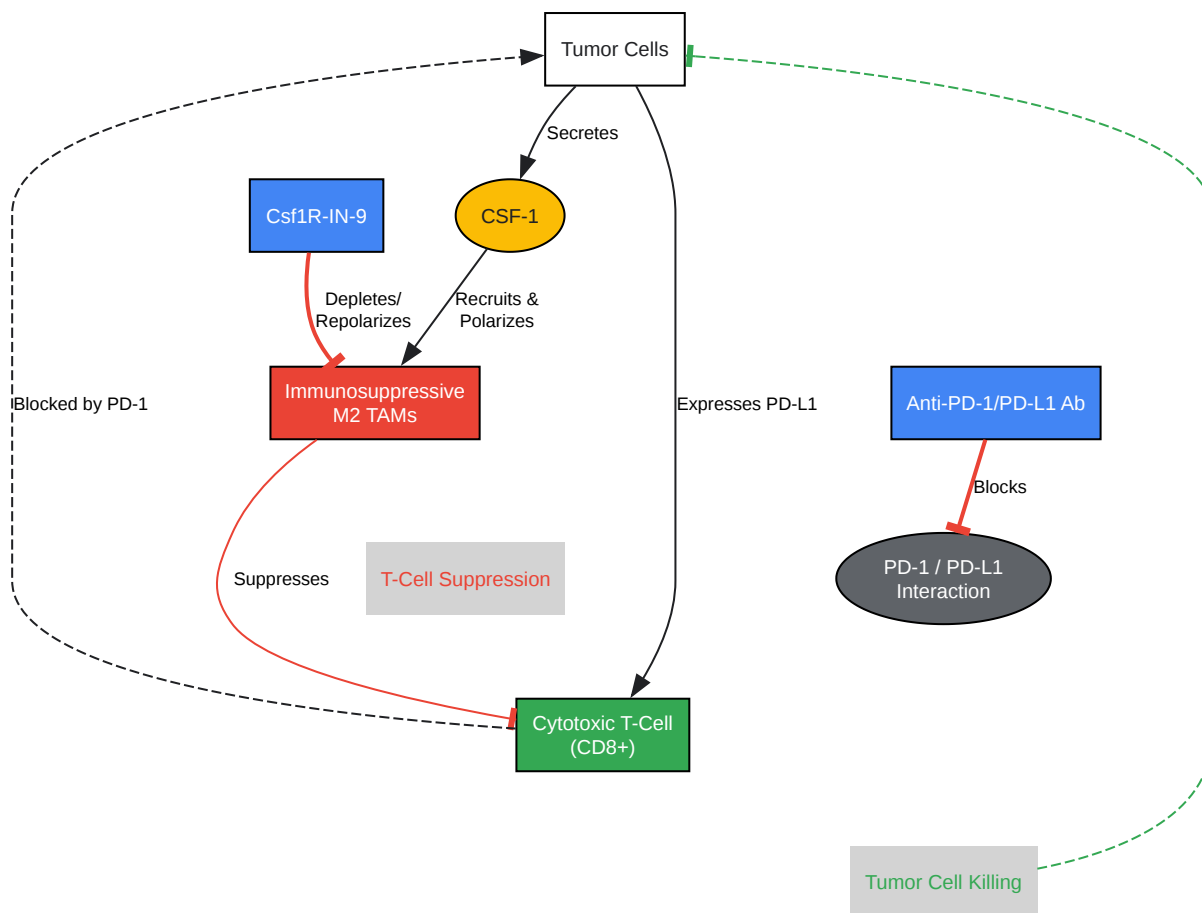 Tumor Cells
Secretes
Csf1R-IN-9
CSF-1
Depletes/
Repolarizes
Recruits &
Polarizes
Blocked by PD-1
Immunosuppressive
M2 TAMs
Expresses PD-L1
Anti-PD-1/PD-L1 Ab
Blocks
Suppresses
T-Cell Suppression
PD-1 / PD-L1
Interaction
Cytotoxic T-Cell
(CD8+)
Tumor Cell Killing